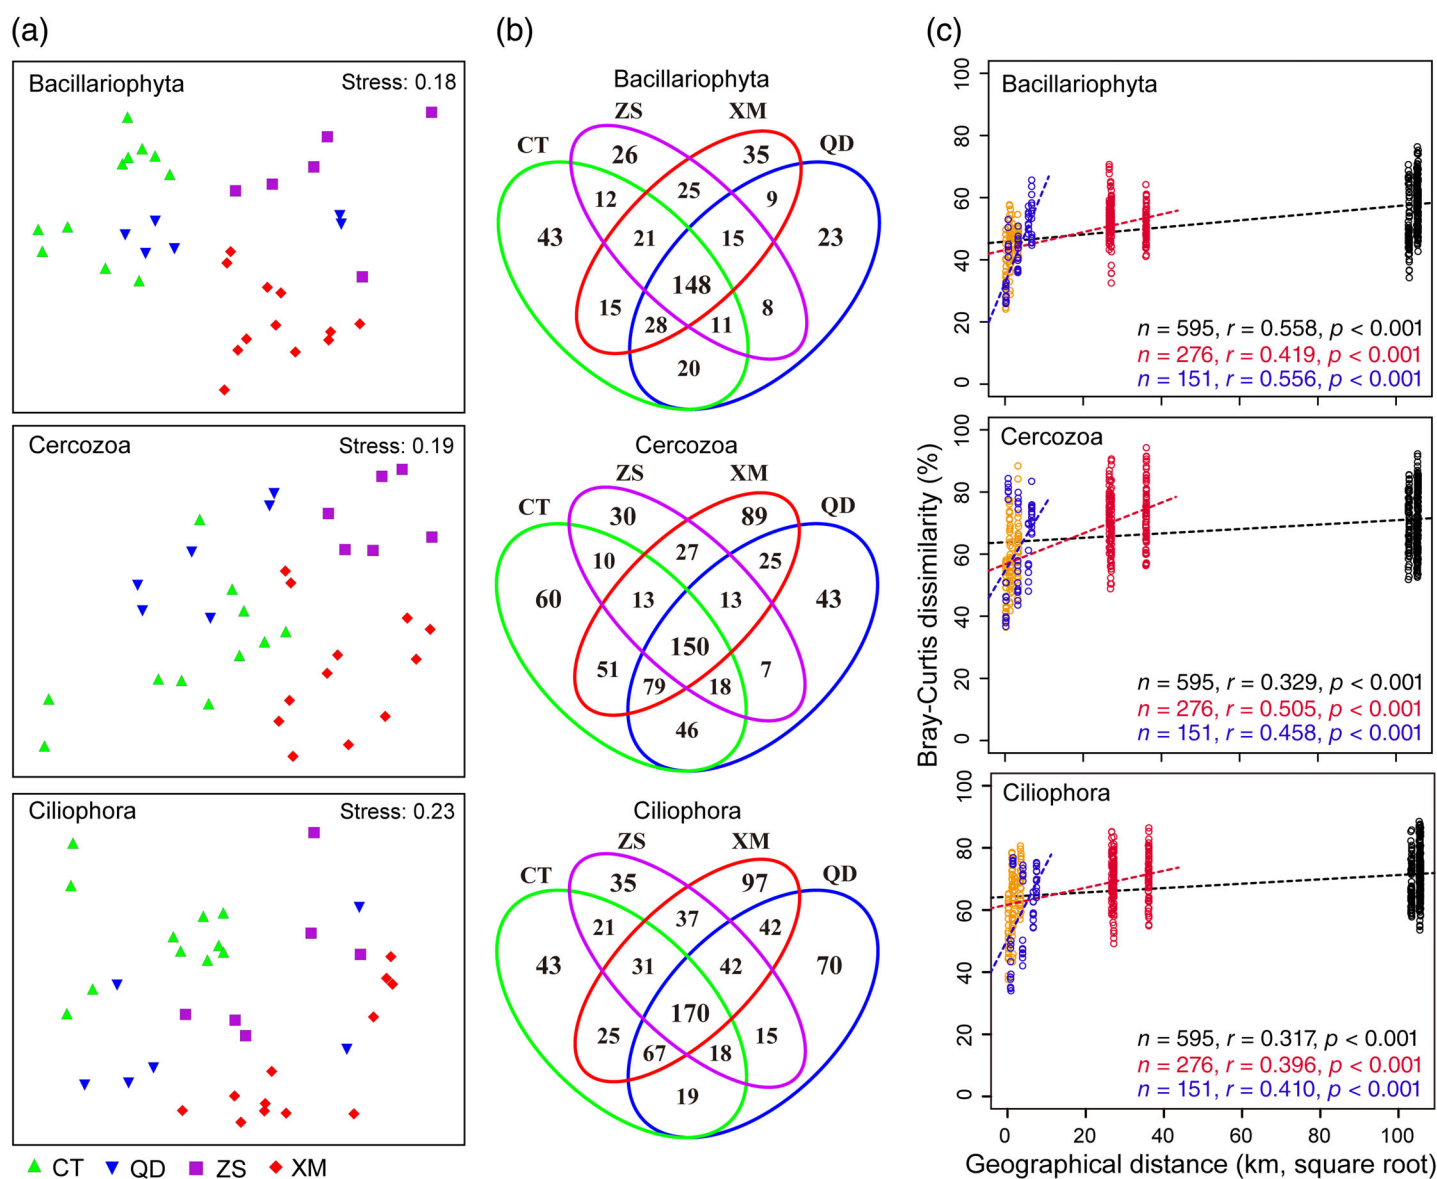 (a)
Bacillariophyta Stress: 0.18
Cercozoa Stress: 0.19
Ciliophora Stress: 0.23
CT QD ZS XM
(b)
Bacillariophyta
ZS XM
CT QD
26 35
12 25 9
43 21 15 23
148
15 8
28 11
20
Cercozoa
ZS XM
CT QD
30 89
10 27 25
60 13 13 43
150
51 7
79 18
46
Ciliophora
ZS XM
CT QD
35 97
21 37 42
43 31 42 70
170
25 15
67 18
19
(c)
Bray-Curtis dissimilarity (%)
Bacillariophyta
100
80
60
40
20
0
n = 595, r = 0.558, p < 0.001
n = 276, r = 0.419, p < 0.001
n = 151, r = 0.556, p < 0.001
Cercozoa
100
80
60
40
20
0
n = 595, r = 0.329, p < 0.001
n = 276, r = 0.505, p < 0.001
n = 151, r = 0.458, p < 0.001
Ciliophora
100
80
60
40
20
0
n = 595, r = 0.317, p < 0.001
n = 276, r = 0.396, p < 0.001
n = 151, r = 0.410, p < 0.001
0 20 40 60 80 100
Geographical distance (km, square root)